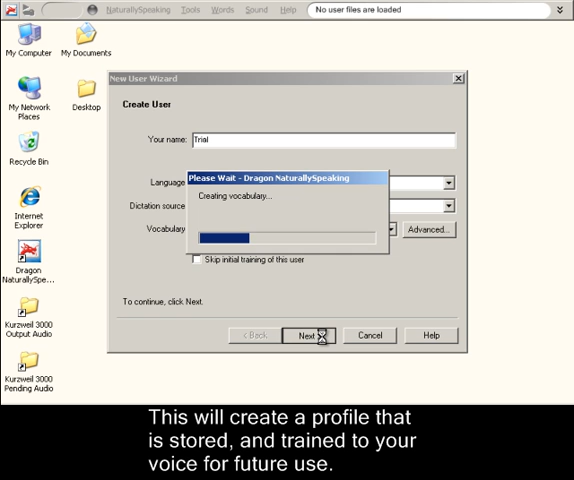 NaturallySpeaking Tools Words Sound Help No user files are loaded
My Computer
My Documents
My Network
Places
Desktop
Recycle Bin
Internet
Explorer
Dragon
NaturallySpe...
Kurzweil 3000
Output Audio
Kurzweil 3000
Pending Audio
New User Wizard
Create User
Your name: Trial
Language
Dictation source
Vocabulary
Advanced...
Please Wait - Dragon NaturallySpeaking
Creating vocabulary...
Skip initial training of this user
To continue, click Next.
< Back Next Cancel Help
This will create a profile that
is stored, and trained to your
voice for future use.